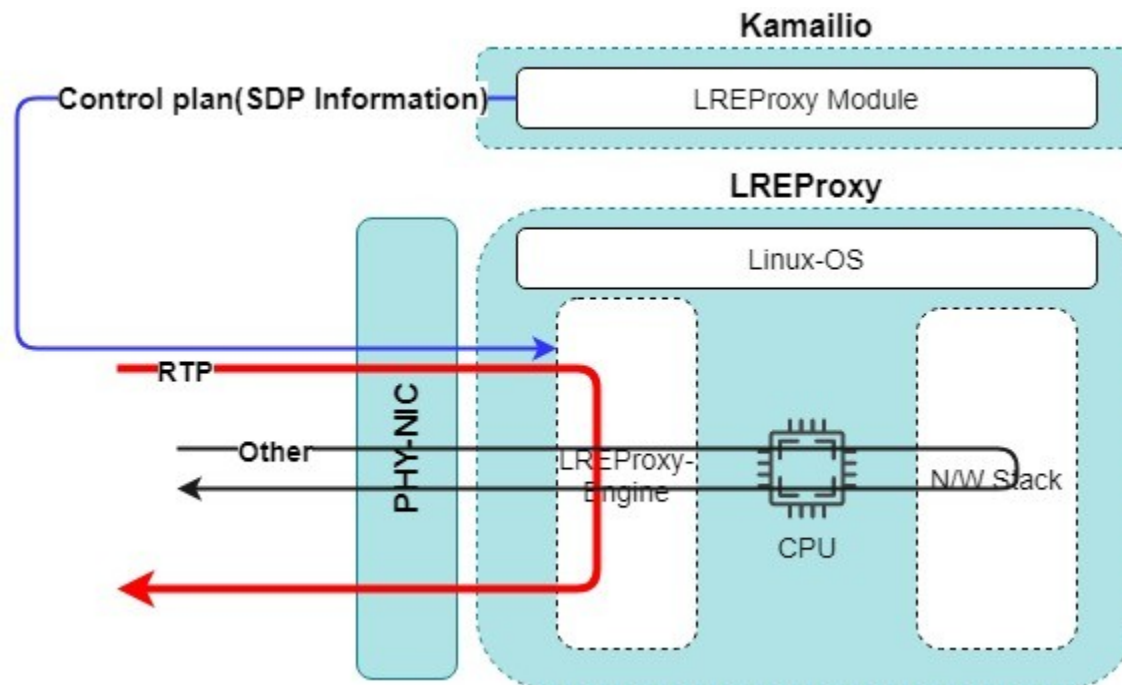 Kamailio
Control plan(SDP Information)
LREProxy Module
LREProxy
Linux-OS
RTP
PHY-NIC
Other
LREProxy-
Engine
N/W Stack
CPU